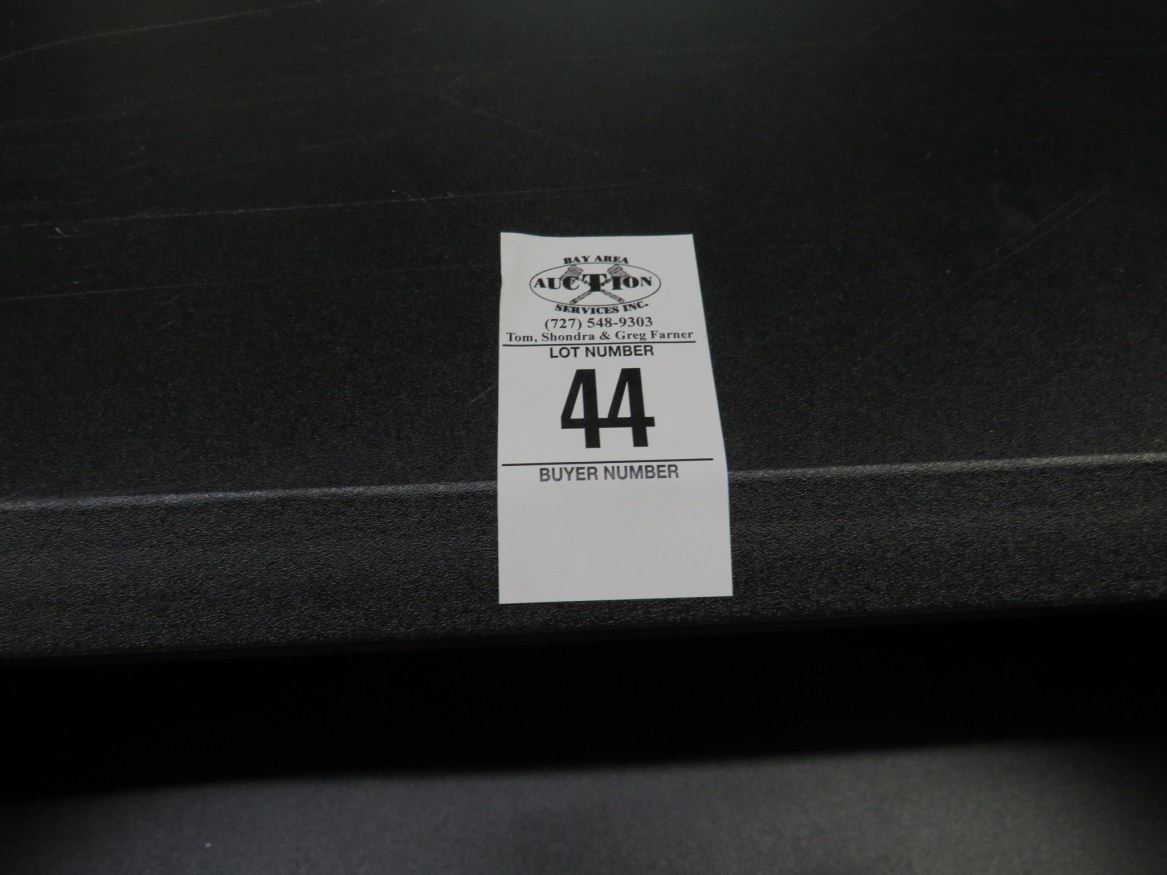 BAY AREA
AUCTION
SERVICES INC.
(727) 548-9303
Tom, Shondra & Greg Farner
LOT NUMBER
44
BUYER NUMBER